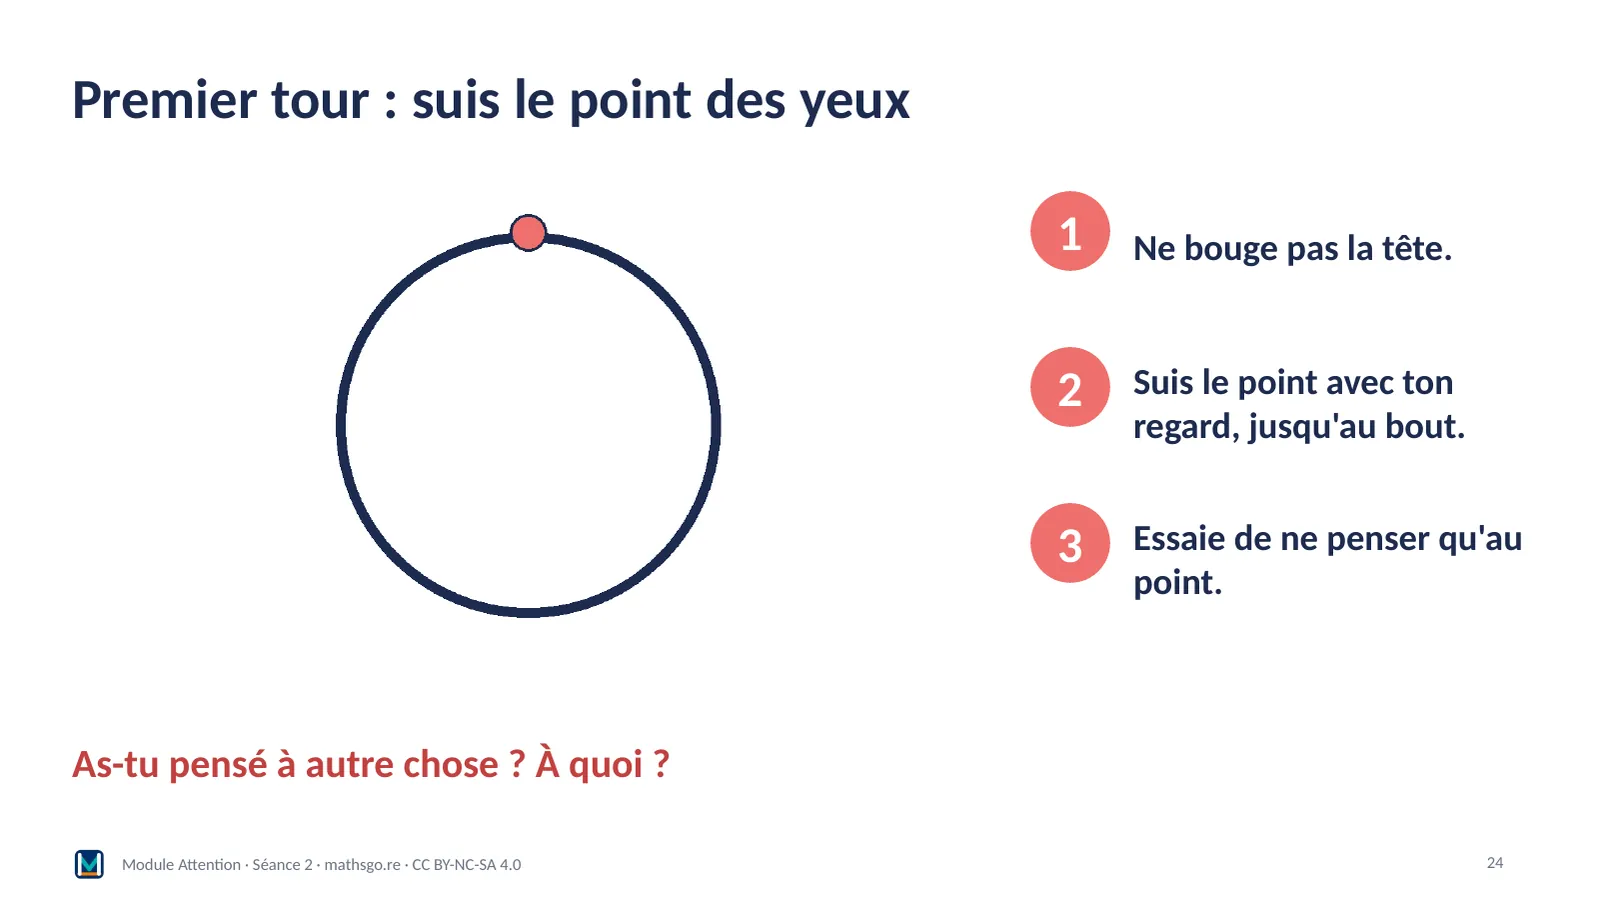 Premier tour : suis le point des yeux
1
Ne bouge pas la tête.
2
Suis le point avec ton
regard, jusqu'au bout.
3
Essaie de ne penser qu'au
point.
As-tu pensé à autre chose ? À quoi ?
Module Attention · Séance 2 · mathsgo.re · CC BY-NC-SA 4.0
24